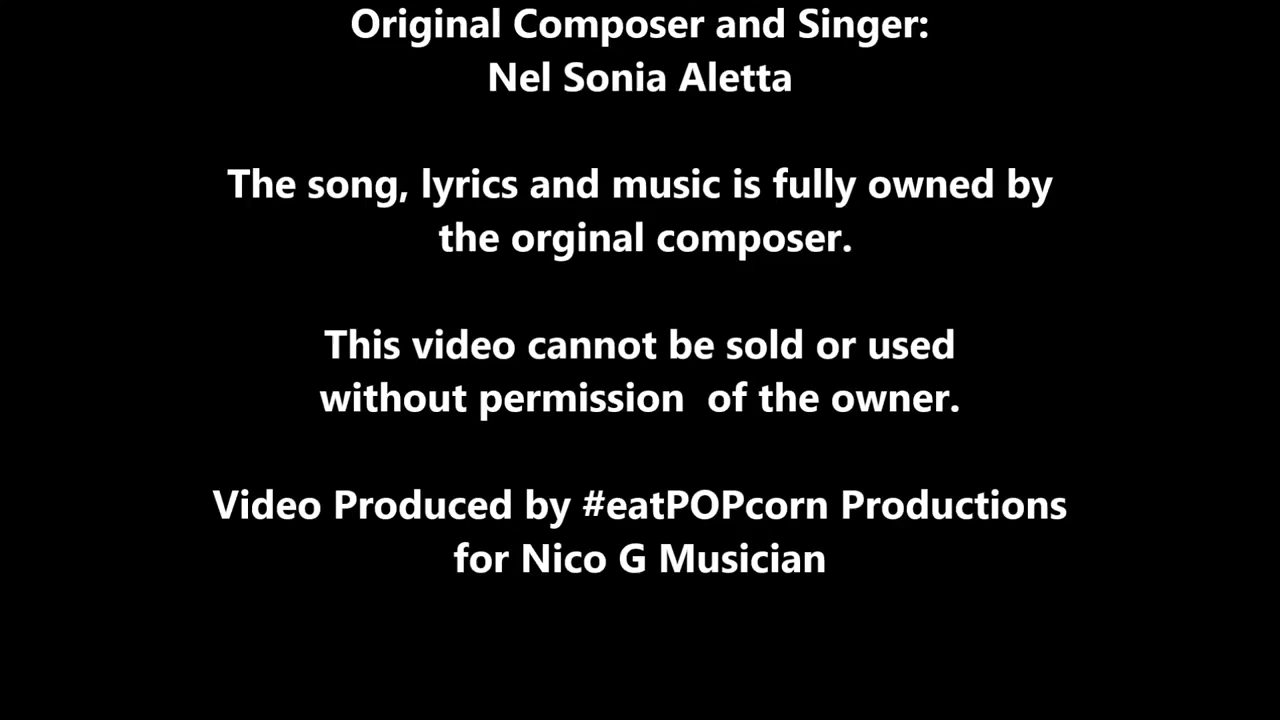 Original Composer and Singer:
Nel Sonia Aletta
The song, lyrics and music is fully owned by
the orginal composer.
This video cannot be sold or used
without permission  of the owner.
Video Produced by #eatPOPcorn Productions
for Nico G Musician